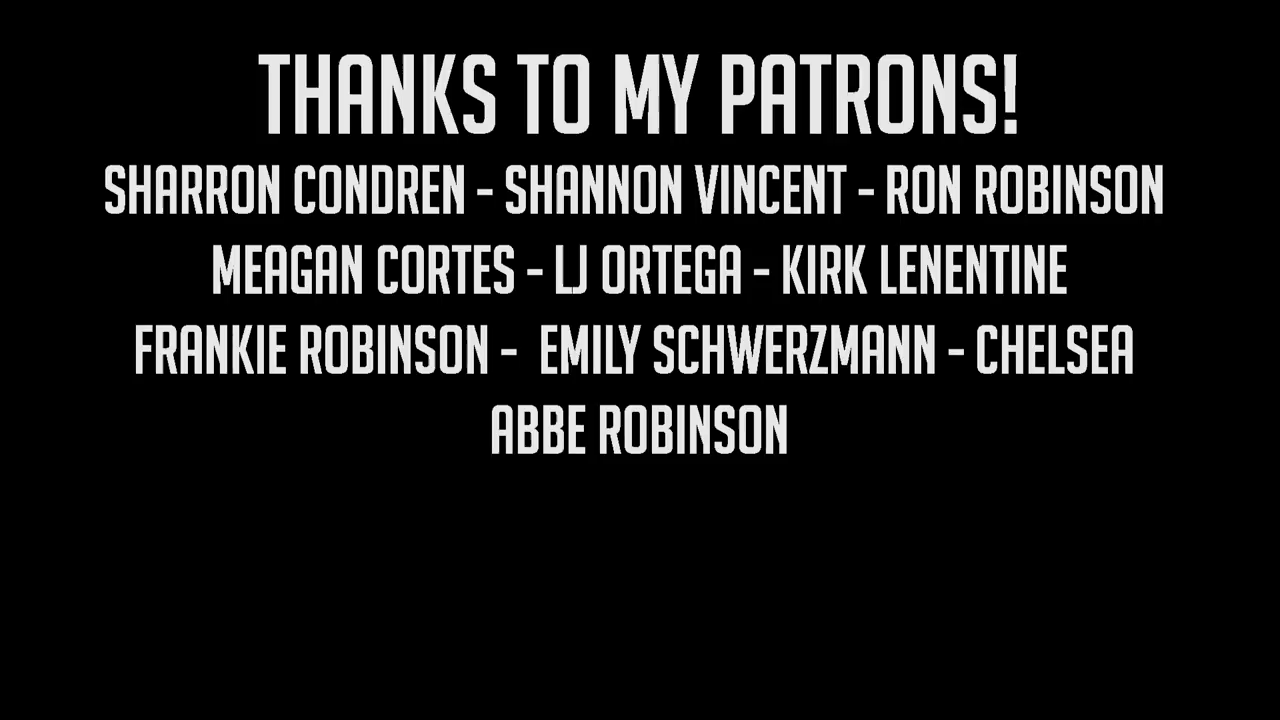 THANKS TO MY PATRONS!
SHARRON CONDREN - SHANNON VINCENT - RON ROBINSON
MEAGAN CORTES - LJ ORTEGA - KIRK LENENTINE
FRANKIE ROBINSON - EMILY SCHWERZMANN - CHELSEA
ABBE ROBINSON